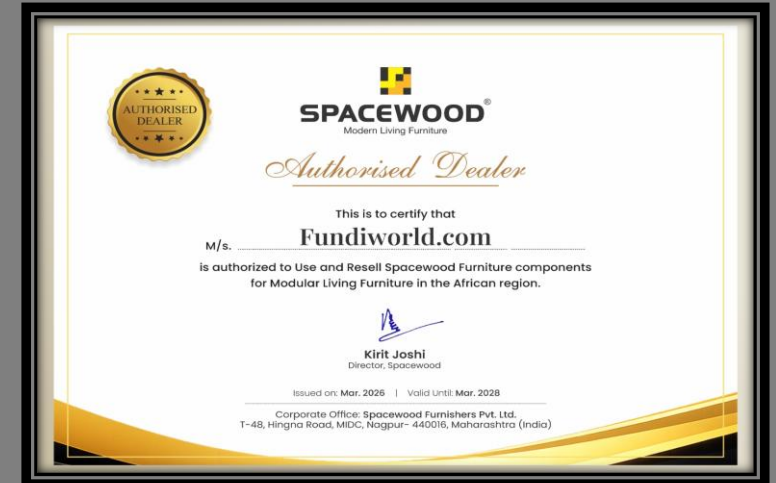 AUTHORISED
DEALER
SPACEWOOD®
Modern Living Furniture
Authorised Dealer
This is to certify that
M/s. Fundiworld.com
is authorized to Use and Resell Spacewood Furniture components
for Modular Living Furniture in the African region.
Kirit Joshi
Director, Spacewood
Issued on: Mar. 2026 | Valid Until: Mar. 2028
Corporate Office: Spacewood Furnishers Pvt. Ltd.
T-48, Hingna Road, MIDC, Nagpur- 440016, Maharashtra (India)